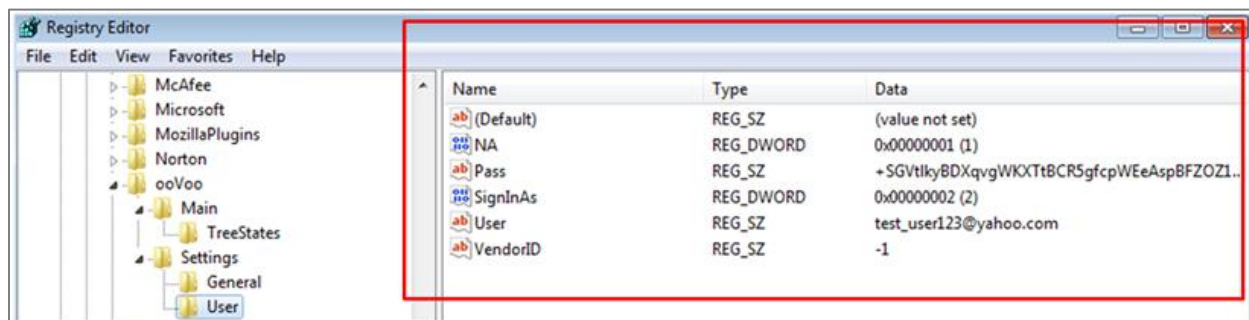 Registry Editor
File Edit View Favorites Help
McAfee
Microsoft
MozillaPlugins
Norton
ooVoo
Main
TreeStates
Settings
General
User
Name Type Data
(Default) REG_SZ (value not set)
NA REG_DWORD 0x00000001 (1)
Pass REG_SZ +SGVtIkyBDXqvgWKXTtBCR5gfcpWEeAspBFZOZ1...
SignInAs REG_DWORD 0x00000002 (2)
User REG_SZ test_user123@yahoo.com
VendorID REG_SZ -1